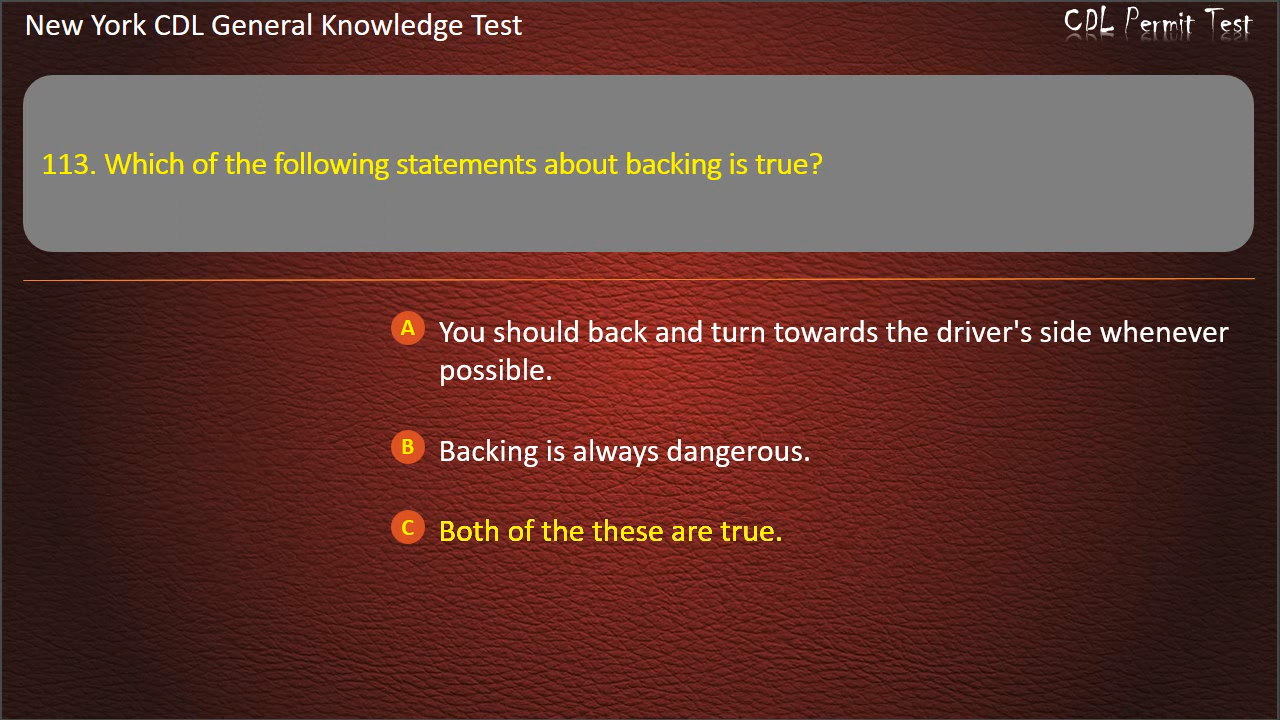 New York CDL General Knowledge Test
CDL Permit Test
113. Which of the following statements about backing is true?
A You should back and turn towards the driver's side whenever
possible.
B Backing is always dangerous.
C Both of the these are true.